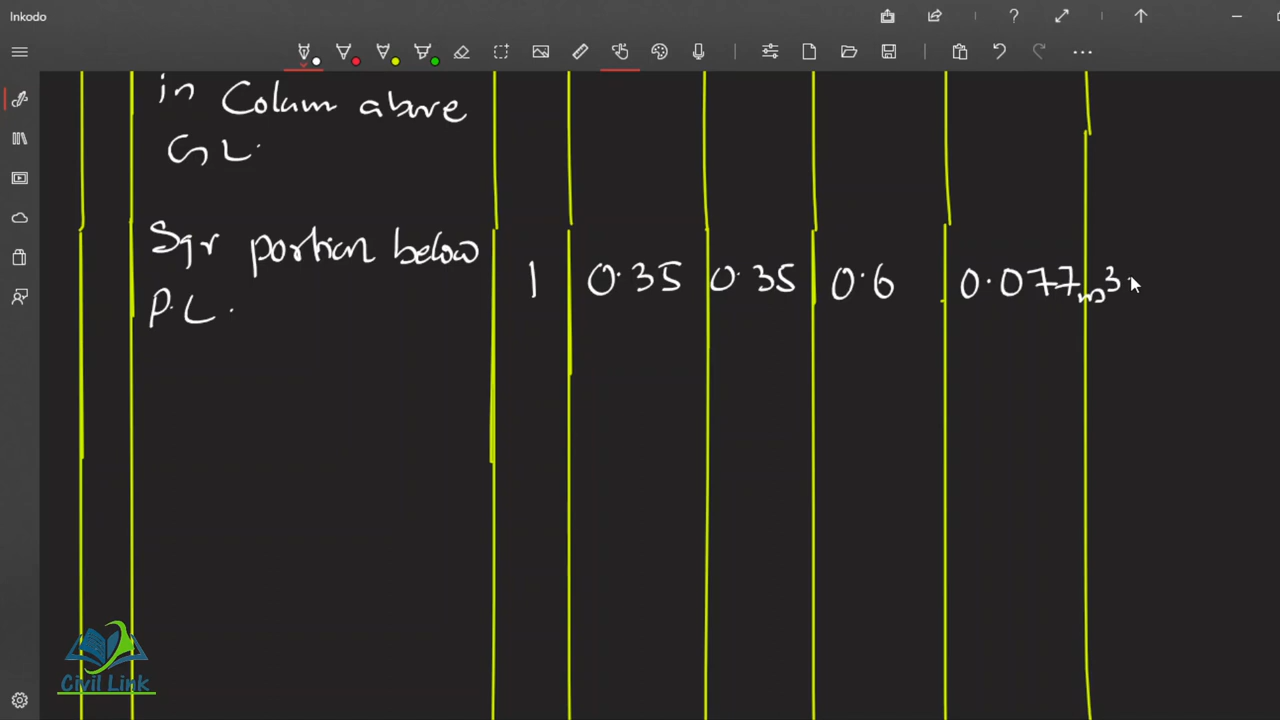 Inkodo
in Colum above
GL.
Sqr portion below
P.L.
1 0.35 0.35 0.6 0.077m3.
Civil Link